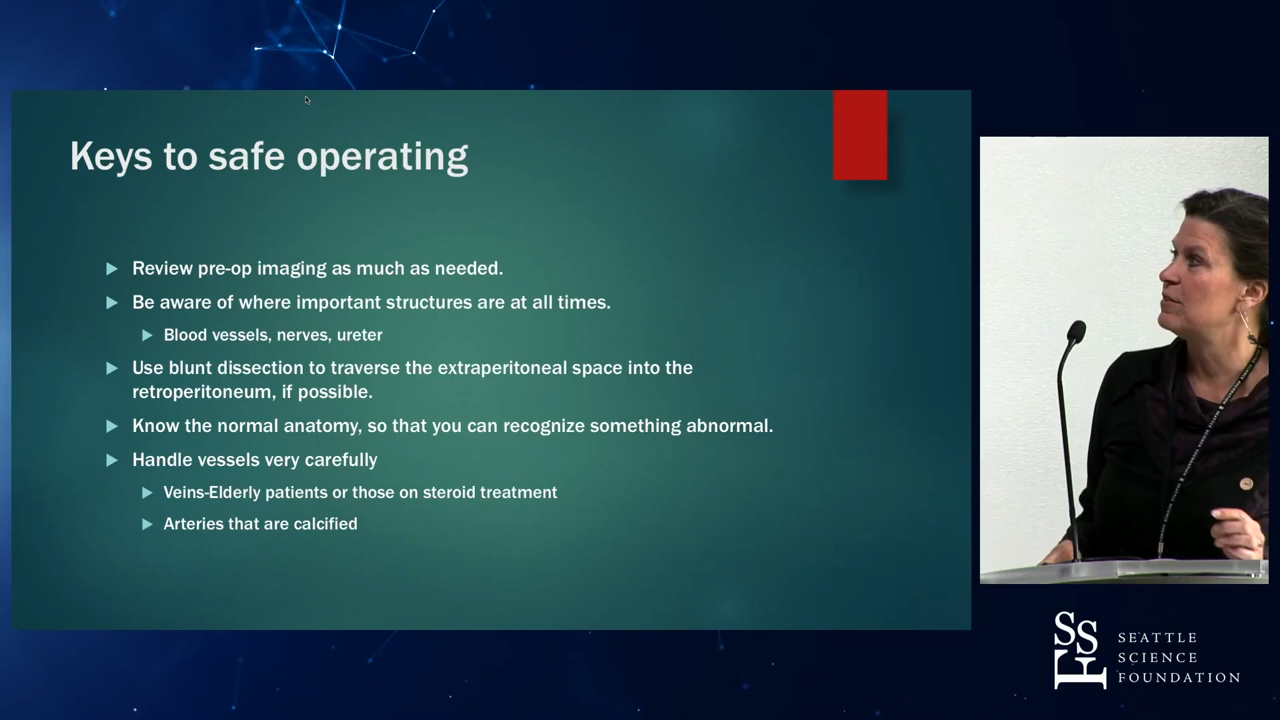 Keys to safe operating
Review pre-op imaging as much as needed.
Be aware of where important structures are at all times.
Blood vessels, nerves, ureter
Use blunt dissection to traverse the extraperitoneal space into the
retroperitoneum, if possible.
Know the normal anatomy, so that you can recognize something abnormal.
Handle vessels very carefully
Veins-Elderly patients or those on steroid treatment
Arteries that are calcified
SSF
SEATTLE
SCIENCE
FOUNDATION